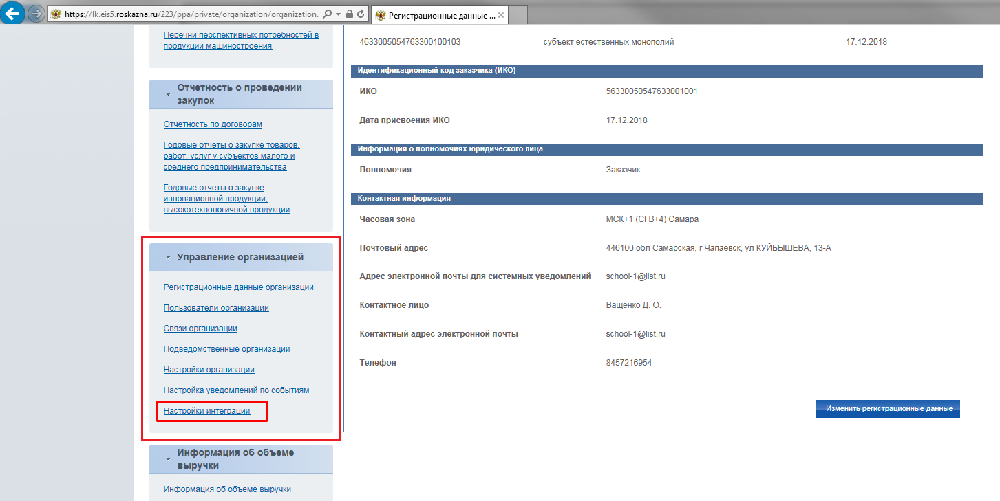 https://lk.eis5.roskazna.ru/223/ppa/private/organization/organization.
Регистрационные данные ...
Перечни перспективных потребностей в
продукции машиностроения
Отчетность о проведении
закупок
Отчетность по договорам
Годовые отчеты о закупке товаров,
работ, услуг у субъектов малого и
среднего предпринимательства
Годовые отчеты о закупке
инновационной продукции,
высокотехнологичной продукции
Управление организацией
Регистрационные данные организации
Пользователи организации
Связи организации
Подведомственные организации
Настройки организации
Настройка уведомлений по событиям
Настройки интеграции
Информация об объеме
выручки
Информация об объеме выручки
4633005054763300100103 субъект естественных монополий 17.12.2018
Идентификационный код заказчика (ИКО)
ИКО 56330050547633001001
Дата присвоения ИКО 17.12.2018
Информация о полномочиях юридического лица
Полномочия Заказчик
Контактная информация
Часовая зона МСК+1 (СГВ+4) Самара
Почтовый адрес 446100 обл Самарская, г Чапаевск, ул КУЙБЫШЕВА, 13-А
Адрес электронной почты для системных уведомлений school-1@list.ru
Контактное лицо Ващенко Д. О.
Контактный адрес электронной почты school-1@list.ru
Телефон 8457216954
Изменить регистрационные данные